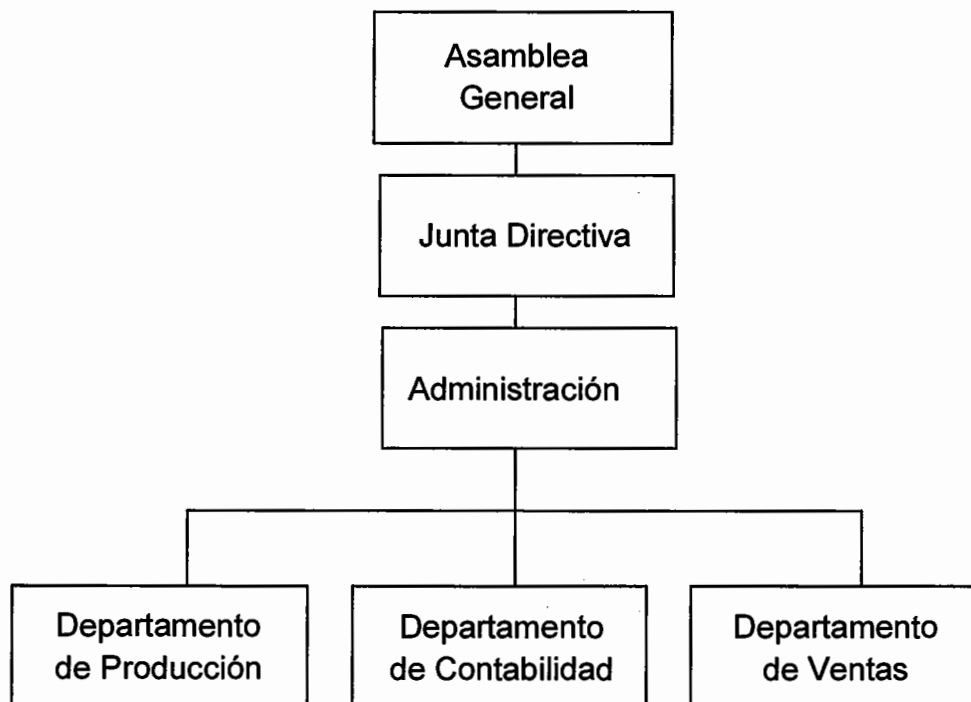 Asamblea
General
Junta Directiva
Administración
Departamento
de Producción
Departamento
de Contabilidad
Departamento
de Ventas